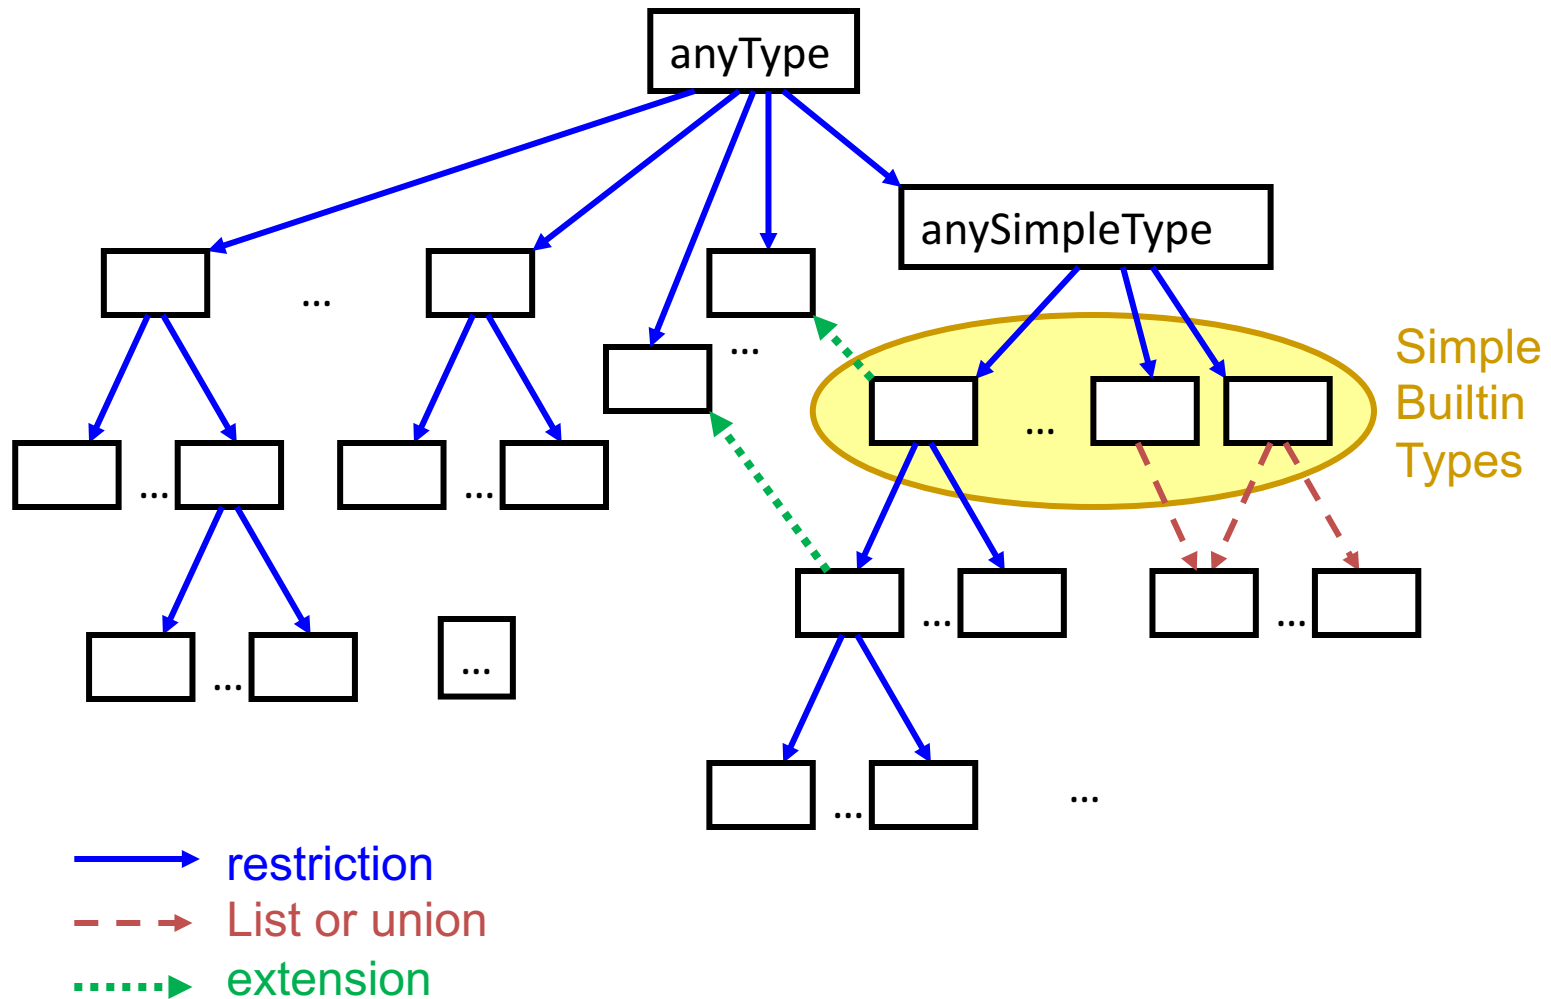 anyType
anySimpleType
...
...
Simple
Builtin
Types
...
...
...
...
...
...
...
...
...
restriction
List or union
extension